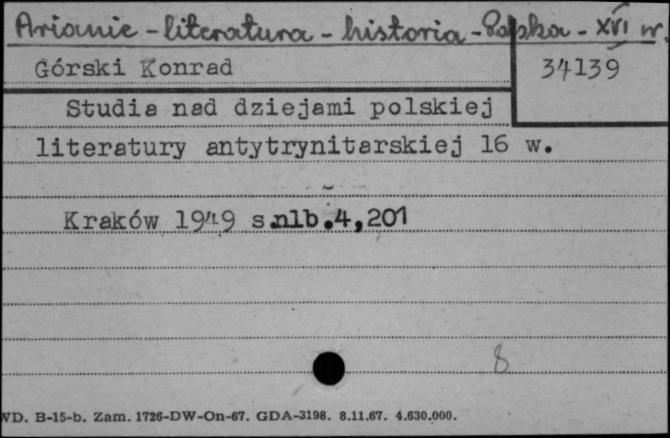 Arianie - literatura - historia - Polska - XVI w.
Górski Konrad
34139
Studia nad dziejami polskiej
literatury antytrynitarskiej 16 w.
Kraków 1949 s.nlb.4,201
8
WD. B-15-b. Zam. 1726-DW-On-67. GDA-3198. 8.11.67. 4.630.000.